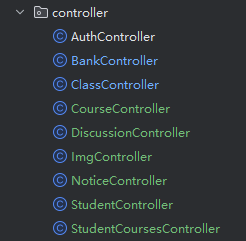 controller
AuthController
BankController
ClassController
CourseController
DiscussionController
ImgController
NoticeController
StudentController
StudentCoursesController